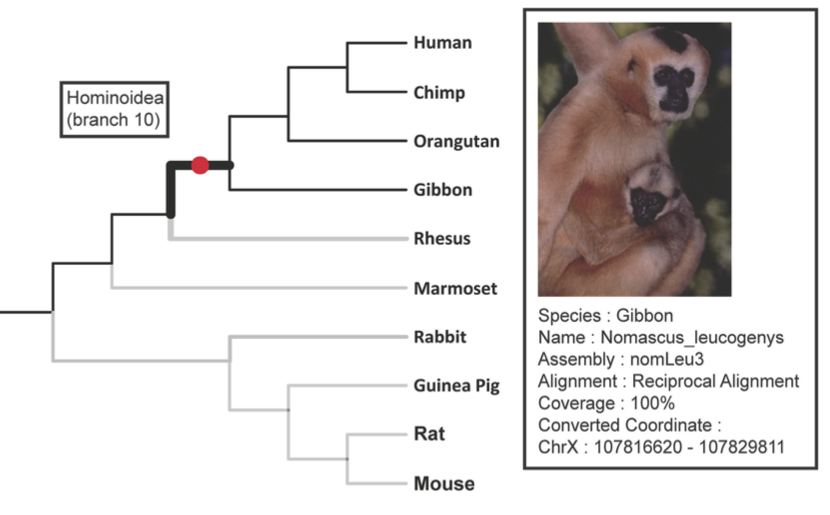 Hominoidea
(branch 10)
Human
Chimp
Orangutan
Gibbon
Rhesus
Marmoset
Rabbit
Guinea Pig
Rat
Mouse
Species : Gibbon
Name : Nomascus_leucogenys
Assembly : nomLeu3
Alignment : Reciprocal Alignment
Coverage : 100%
Converted Coordinate :
ChrX : 107816620 - 107829811